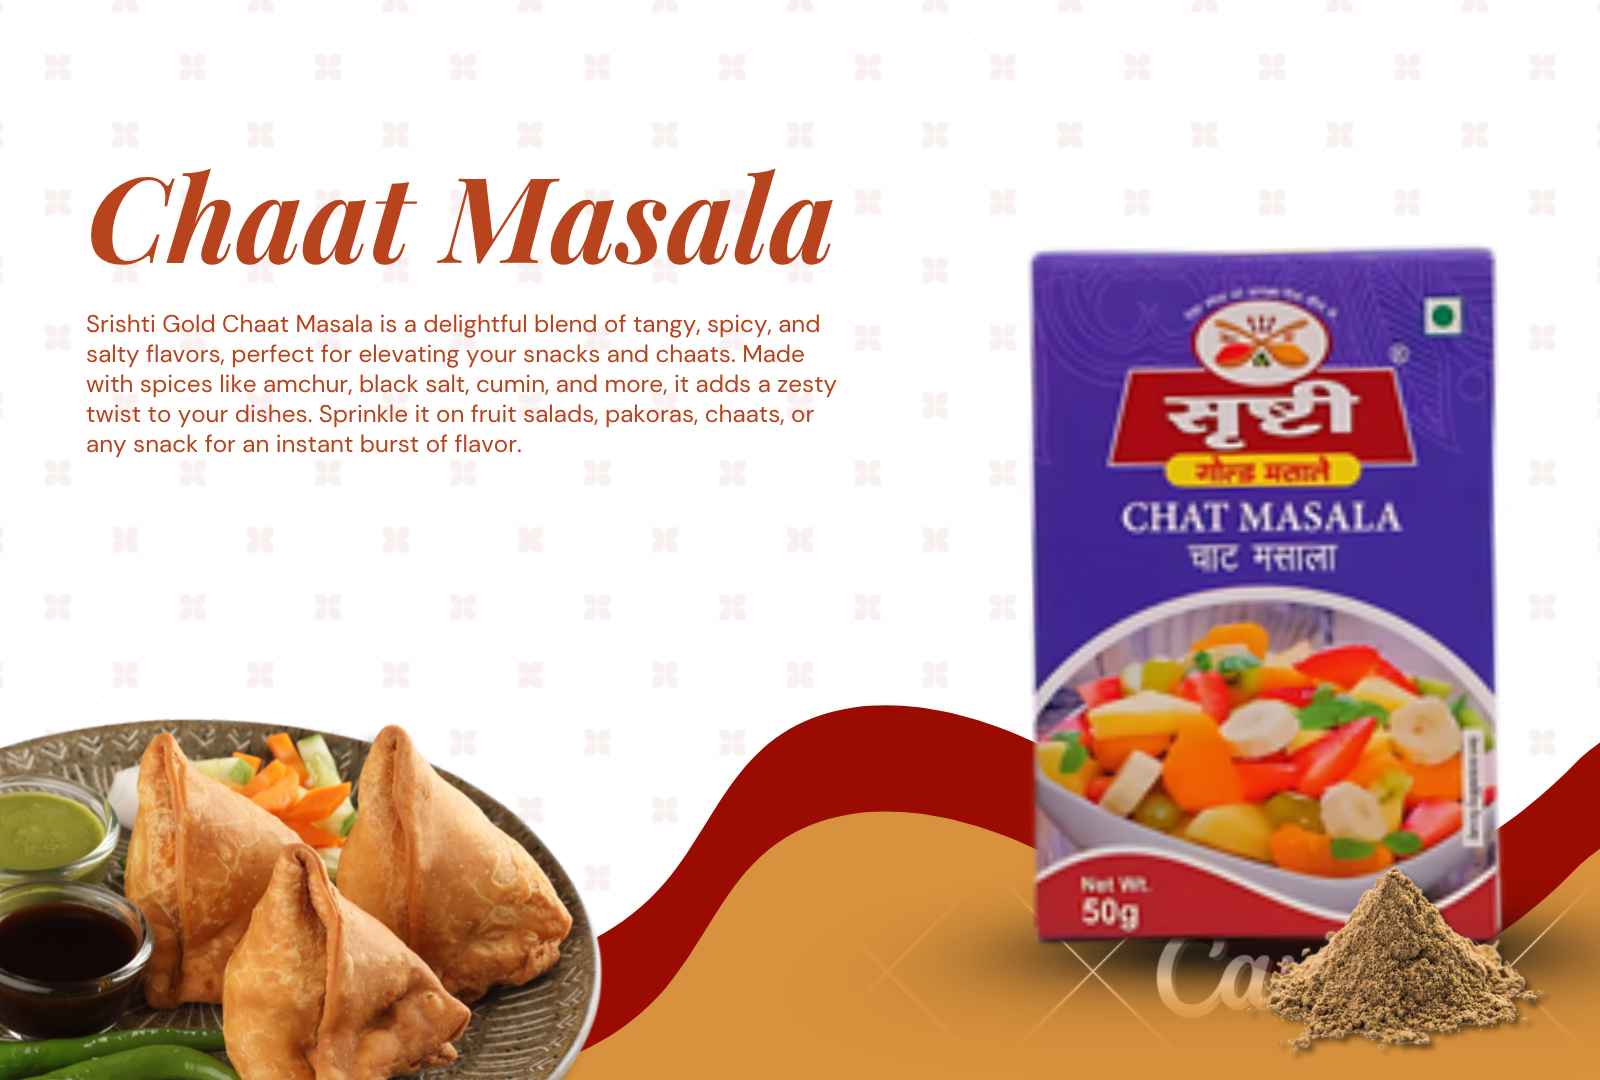 Chaat Masala
Srishti Gold Chaat Masala is a delightful blend of tangy, spicy, and
salty flavors, perfect for elevating your snacks and chaats. Made
with spices like amchur, black salt, cumin, and more, it adds a zesty
twist to your dishes. Sprinkle it on fruit salads, pakoras, chaats, or
any snack for an instant burst of flavor.
®
सृष्टी
गोल्ड मसाले
CHAT MASALA
चाट मसाला
Net Wt.
50g
Ca